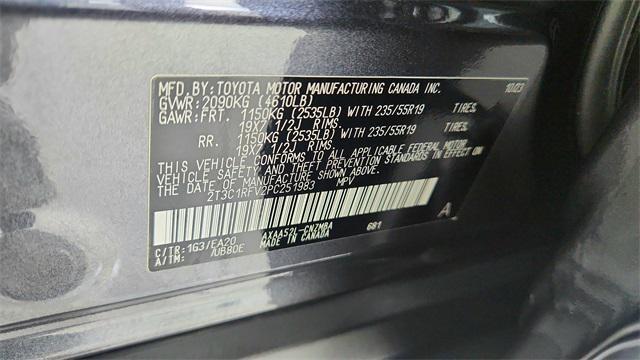 MFD.BY:TOYOTA MOTOR MANUFACTURING CANADA INC. 10/23
GVWR:2090KG (4610LB)
GAWR:FRT. 1150KG (2535LB) WITH 235/55R19 TIRES,
19X7 1/2J RIMS.
RR. 1150KG (2535LB) WITH 235/55R19 TIRES,
19X7 1/2J RIMS.
THIS VEHICLE CONFORMS TO ALL APPLICABLE FEDERAL MOTOR
VEHICLE SAFETY AND THEFT PREVENTION STANDARDS IN EFFECT ON
THE DATE OF MANUFACTURE SHOWN ABOVE.
2T3C1RFV2PC251983 MPV
C/TR:1G3/EA20 AXAA52L-CNZMBA 681 A
A/TM: /UB80E MADE IN CANADA